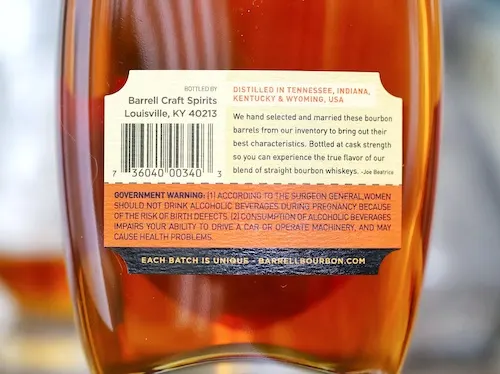 BOTTLED BY
Barrell Craft Spirits
Louisville, KY 40213
7 36040 00340 3
DISTILLED IN TENNESSEE, INDIANA,
KENTUCKY & WYOMING, USA
We hand selected and married these bourbon
barrels from our inventory to bring out their
best characteristics. Bottled at cask strength
so you can experience the true flavor of our
blend of straight bourbon whiskeys. -Joe Beatrice
GOVERNMENT WARNING: (1) ACCORDING TO THE SURGEON GENERAL,WOMEN
SHOULD NOT DRINK ALCOHOLIC BEVERAGES DURING PREGNANCY BECAUSE
OF THE RISK OF BIRTH DEFECTS. (2) CONSUMPTION OF ALCOHOLIC BEVERAGES
IMPAIRS YOUR ABILITY TO DRIVE A CAR OR OPERATE MACHINERY, AND MAY
CAUSE HEALTH PROBLEMS.
EACH BATCH IS UNIQUE - BARRELLBOURBON.COM